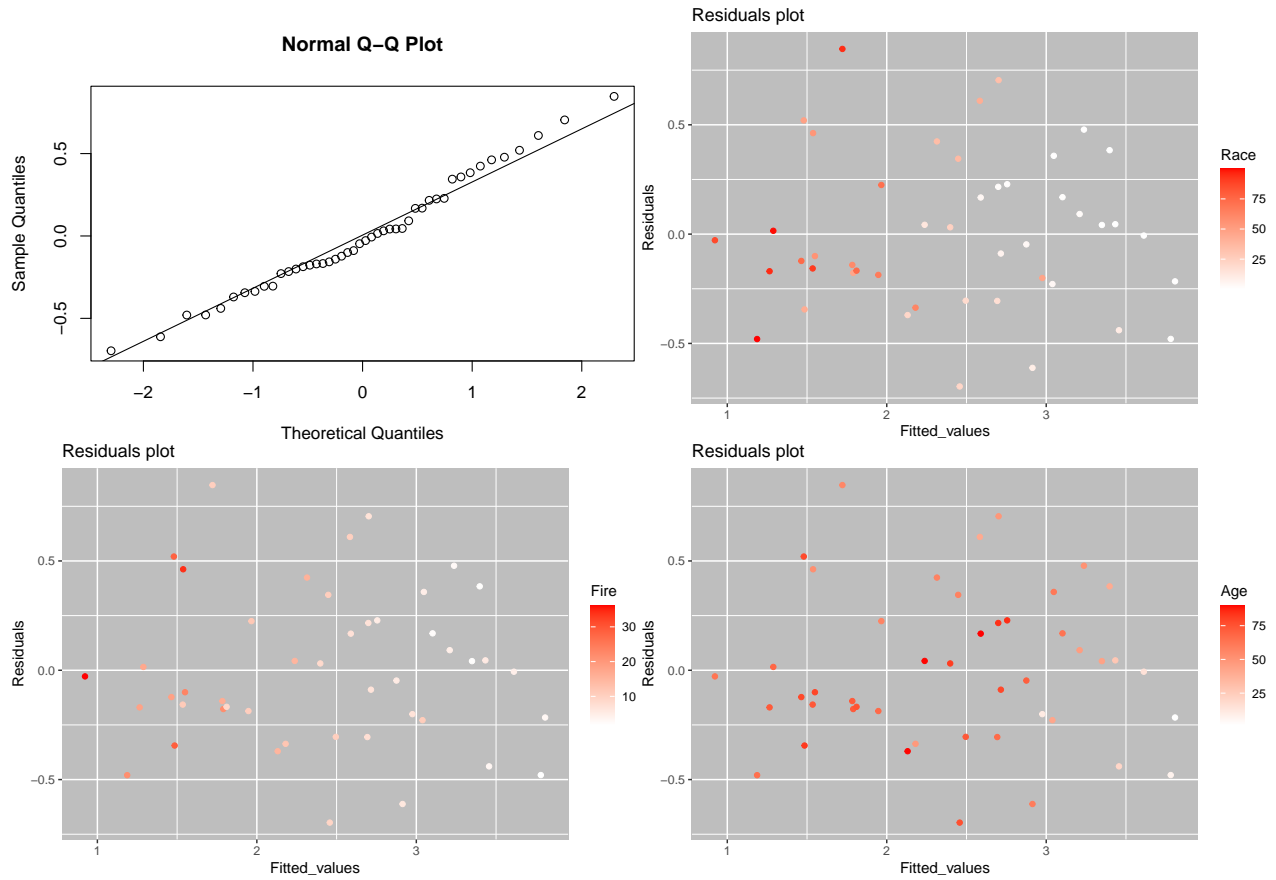 Normal Q−Q Plot
Sample Quantiles
0.5
0.0
−0.5
−2
−1
0
1
2
Theoretical Quantiles
Residuals plot
Residuals
0.5
0.0
−0.5
1
2
3
Fitted_values
Race
75
50
25
Residuals plot
Residuals
0.5
0.0
−0.5
1
2
3
Fitted_values
Fire
30
20
10
Residuals plot
Residuals
0.5
0.0
−0.5
1
2
3
Fitted_values
Age
75
50
25